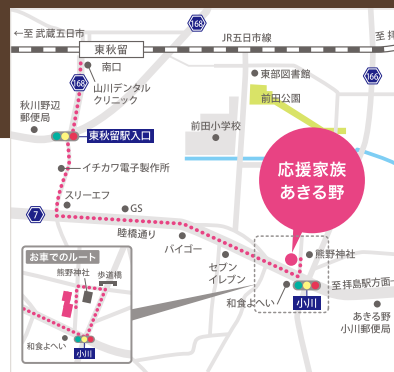 ←至 武蔵五日市
168
JR五日市線
至 拝
東秋留
南口
168
山川デンタル
クリニック
東部図書館
166
前田公園
秋川野辺
郵便局
前田小学校
東秋留駅入口
応援家族
あきる野
イチカワ電子製作所
スリーエフ
7
GS
睦橋通り
バイゴー
熊野神社
お車でのルート
熊野神社
歩道橋
セブン
イレブン
和食よへい
小川
至拝島駅方面
あきる野
小川郵便局
和食よへい
小川